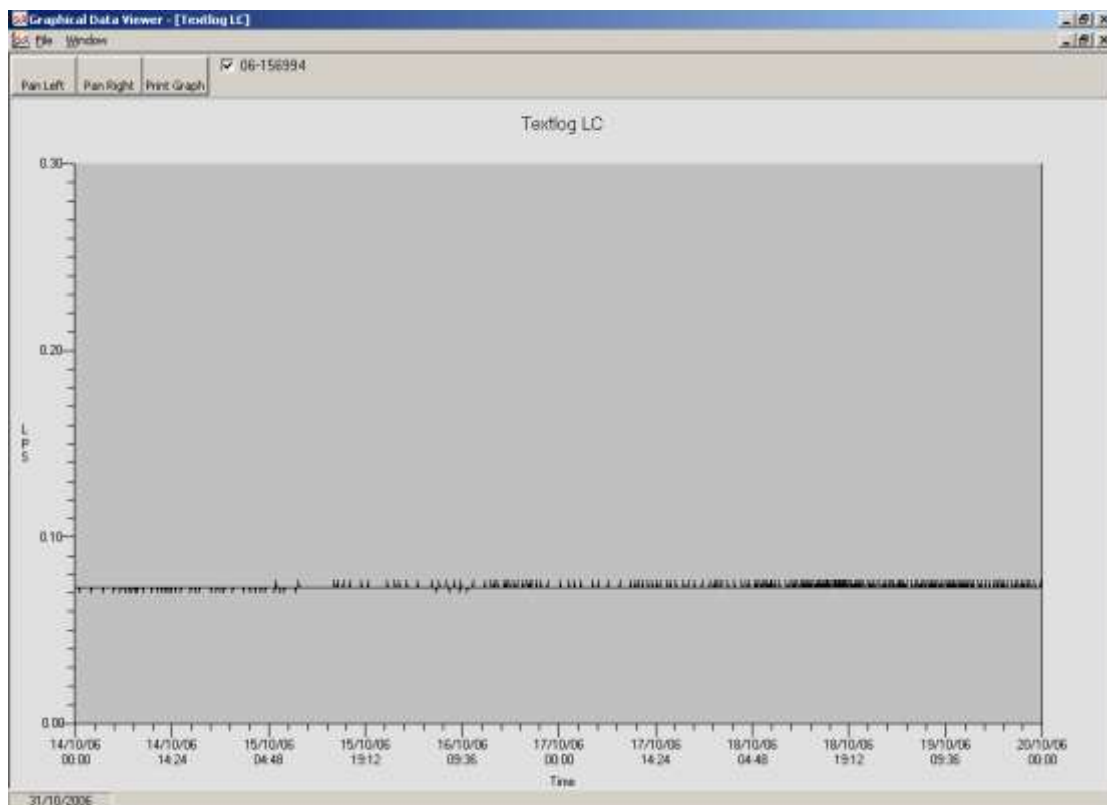 Graphical Data Viewer - [Textlog LC]
File Window
Pan Left Pan Right Print Graph 06-156994
Textlog LC
0.30
0.20
LPS
0.10
0.00
14/10/06 14/10/06 15/10/06 15/10/06 16/10/06 17/10/06 17/10/06 18/10/06 18/10/06 19/10/06 20/10/06
00:00 14:24 04:48 19:12 09:36 00:00 14:24 04:48 19:12 09:36 00:00
Time
31/10/2006